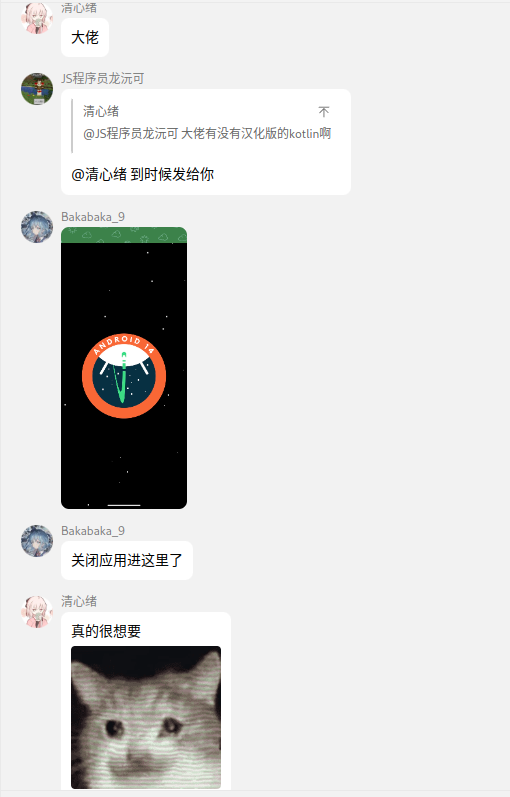 清心绪
大佬
JS程序员龙沅可
清心绪
@JS程序员龙沅可 大佬有没有汉化版的kotlin啊
@清心绪 到时候发给你
Bakabaka_9
ANDROID 14
Bakabaka_9
关闭应用进这里了
清心绪
真的很想要